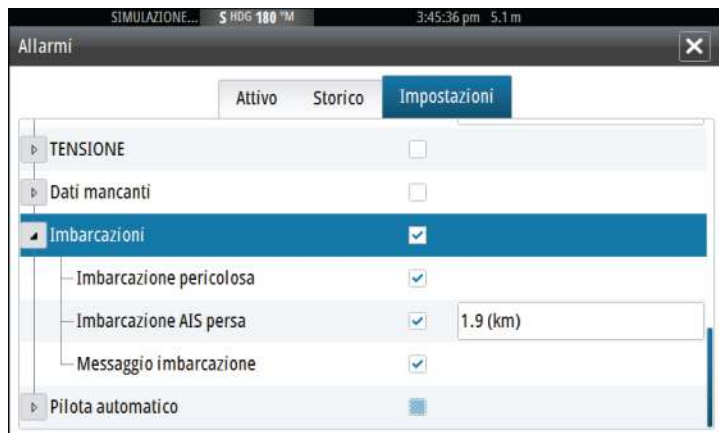 SIMULAZIONE... S HDG 180 °M 3:45:36 pm 5.1 m
Allarmi
Attivo Storico Impostazioni
TENSIONE
Dati mancanti
Imbarcazioni
Imbarcazione pericolosa
Imbarcazione AIS persa 1.9 (km)
Messaggio imbarcazione
Pilota automatico